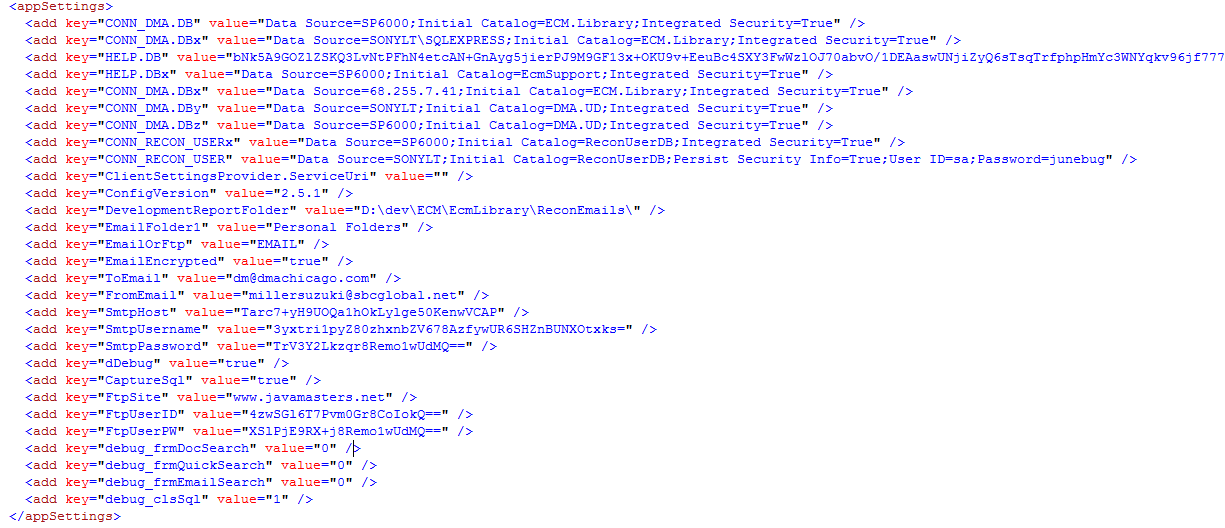 <appSettings>
<add key="CONN_DMA.DB" value="Data Source=SP6000;Initial Catalog=ECM.Library;Integrated Security=True" />
<add key="CONN_DMA.DBx" value="Data Source=SONYLT\SQLEXPRESS;Initial Catalog=ECM.Library;Integrated Security=True" />
<add key="HELP.DB" value="bNk5A9GOZlZSKQ3LvNtPFhN4etcAN+GnAyg5jierPJ9M9GF13x+OKU9v+EeuBc4SXY3FwWzlOJ70abvO/1DEAaswUNjiZyQ6sTsqTrfphpHmYc3WNYqkv96jf777
<add key="HELP.DBx" value="Data Source=SP6000;Initial Catalog=EcmSupport;Integrated Security=True" />
<add key="CONN_DMA.DBx" value="Data Source=68.255.7.41;Initial Catalog=ECM.Library;Integrated Security=True" />
<add key="CONN_DMA.DBy" value="Data Source=SONYLT;Initial Catalog=DMA.UD;Integrated Security=True" />
<add key="CONN_DMA.DBz" value="Data Source=SP6000;Initial Catalog=DMA.UD;Integrated Security=True" />
<add key="CONN_RECON_USERx" value="Data Source=SP6000;Initial Catalog=ReconUserDB;Integrated Security=True" />
<add key="CONN_RECON_USER" value="Data Source=SONYLT;Initial Catalog=ReconUserDB;Persist Security Info=True;User ID=sa;Password=junebug" />
<add key="ClientSettingsProvider.ServiceUri" value="" />
<add key="ConfigVersion" value="2.5.1" />
<add key="DevelopmentReportFolder" value="D:\dev\ECM\EcmLibrary\ReconEmails\" />
<add key="EmailFolder1" value="Personal Folders" />
<add key="EmailOrFtp" value="EMAIL" />
<add key="EmailEncrypted" value="true" />
<add key="ToEmail" value="dm@dmachicago.com" />
<add key="FromEmail" value="millersuzuki@sbcglobal.net" />
<add key="SmtpHost" value="Tarc7+yH9UOQa1hOkLylge50KenwVCAP" />
<add key="SmtpUsername" value="3yxtri1pyZ80zhxnbZV678AzfywUR6SHZnBUNXOtxks=" />
<add key="SmtpPassword" value="TrV3Y2Lkzqr8Remo1wUdMQ==" />
<add key="dDebug" value="true" />
<add key="CaptureSql" value="true" />
<add key="FtpSite" value="www.javamasters.net" />
<add key="FtpUserID" value="4zwSGl6T7Pvm0Gr8CoIokQ==" />
<add key="FtpUserPW" value="XSlPjE9RX+j8Remo1wUdMQ==" />
<add key="debug_frmDocSearch" value="0" />
<add key="debug_frmQuickSearch" value="0" />
<add key="debug_frmEmailSearch" value="0" />
<add key="debug_clsSql" value="1" />
</appSettings>